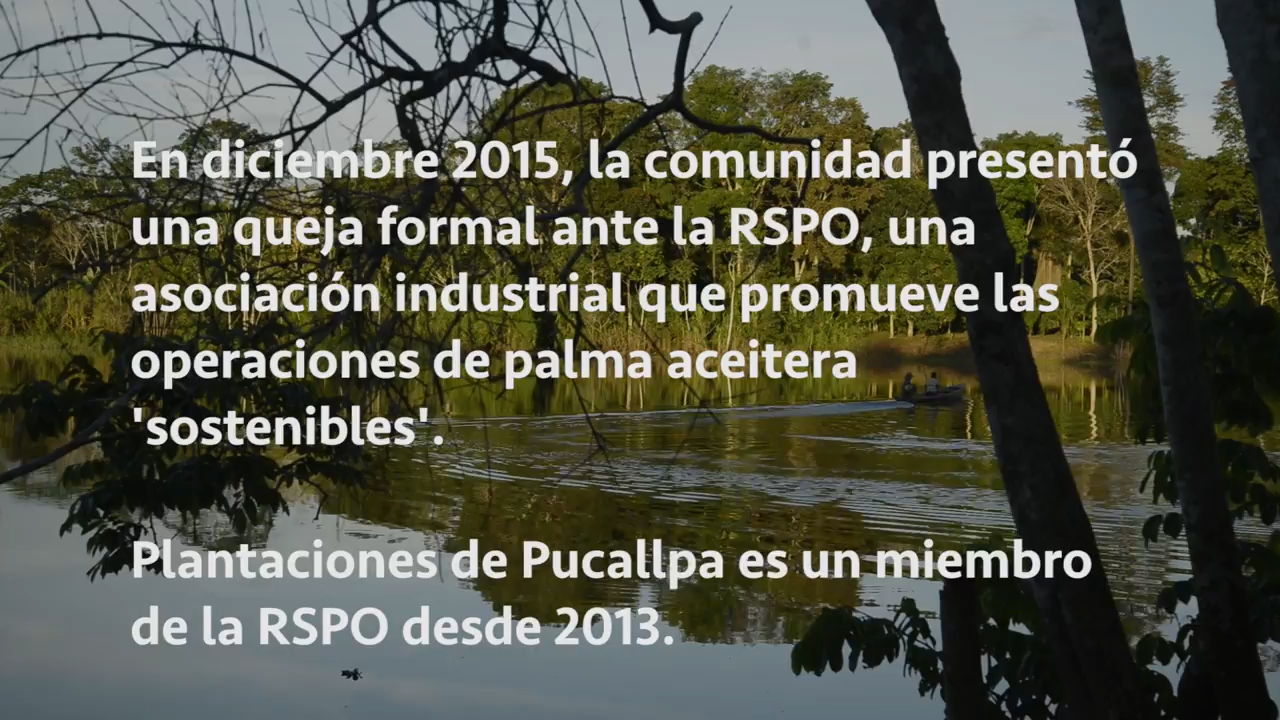 En diciembre 2015, la comunidad presentó
una queja formal ante la RSPO, una
asociación industrial que promueve las
operaciones de palma aceitera
'sostenibles'.
Plantaciones de Pucallpa es un miembro
de la RSPO desde 2013.